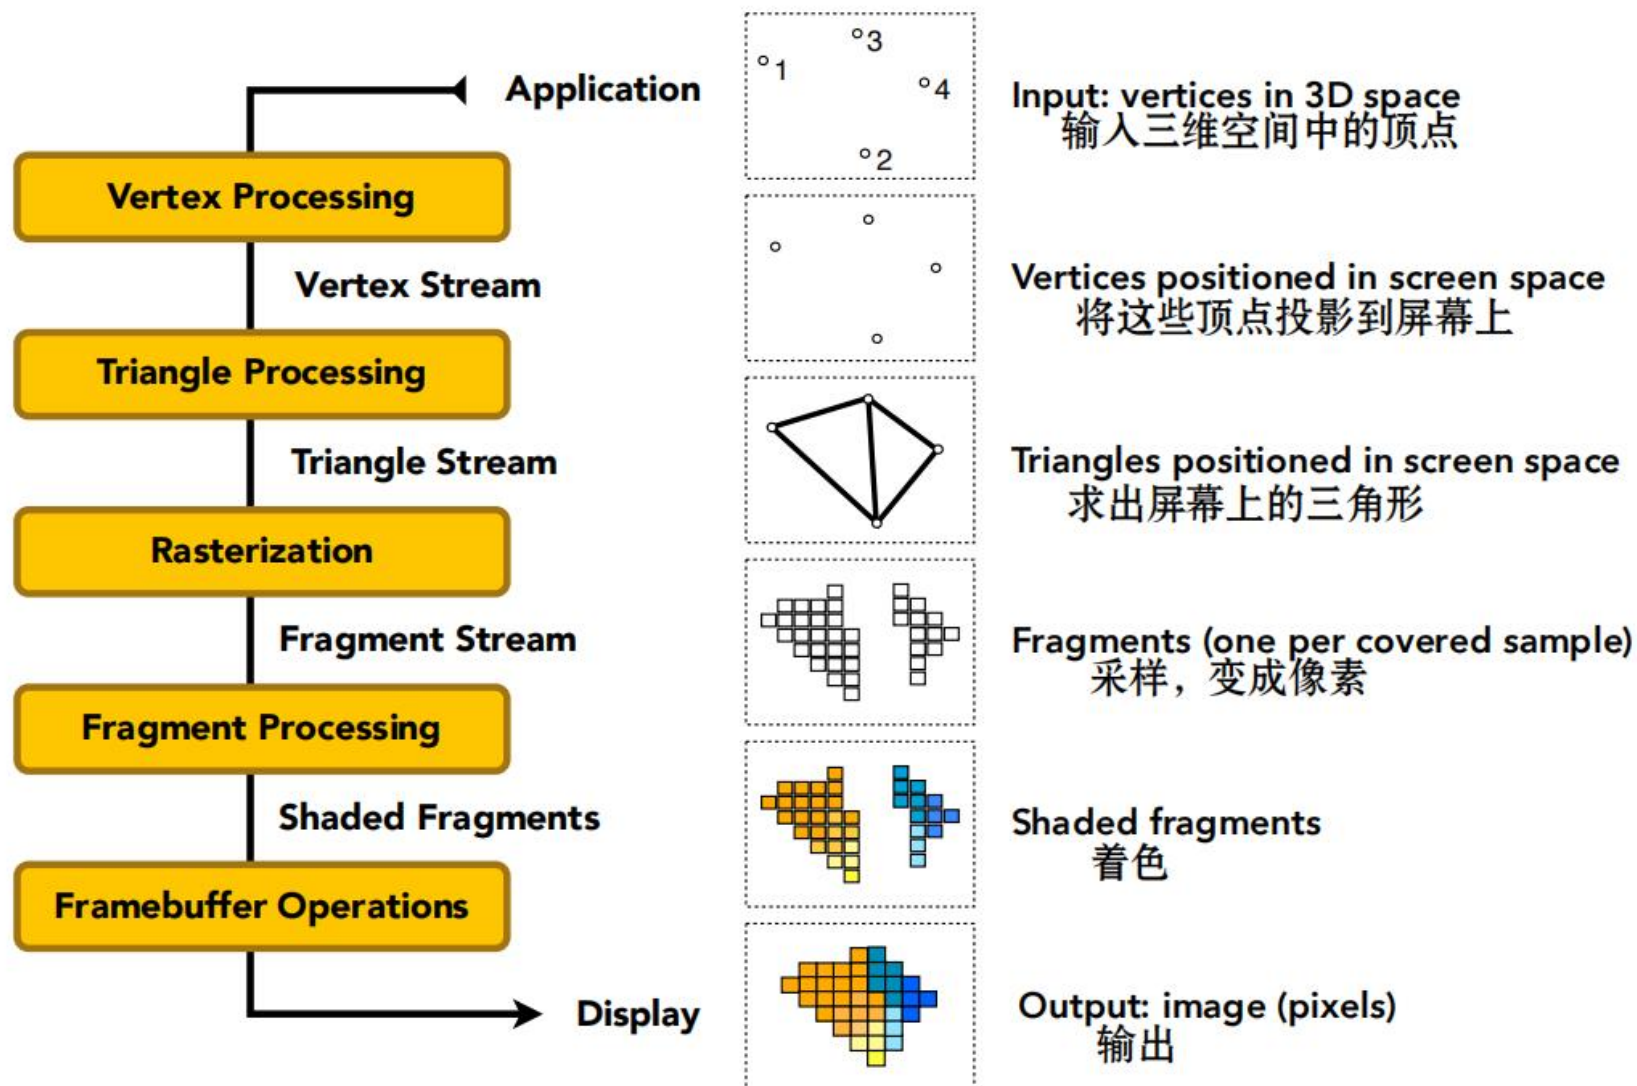 Application
Vertex Processing
Vertex Stream
Triangle Processing
Triangle Stream
Rasterization
Fragment Stream
Fragment Processing
Shaded Fragments
Framebuffer Operations
Display
1
3
4
2
Input: vertices in 3D space
输入三维空间中的顶点
Vertices positioned in screen space
将这些顶点投影到屏幕上
Triangles positioned in screen space
求出屏幕上的三角形
Fragments (one per covered sample)
采样，变成像素
Shaded fragments
着色
Output: image (pixels)
输出